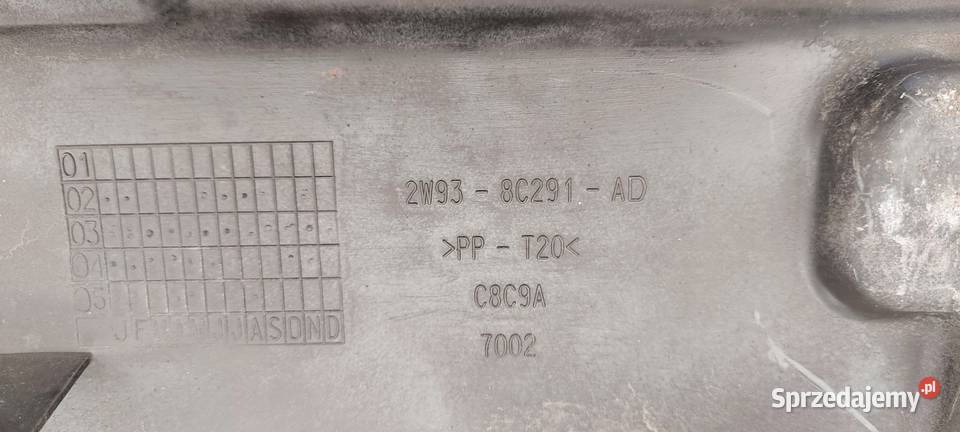 01
02
03
04
05
J F M A M J J A S O N D
2W93 - 8C291 - AD
>PP - T20<
C8C9A
7002
Sprzedajemy.pl